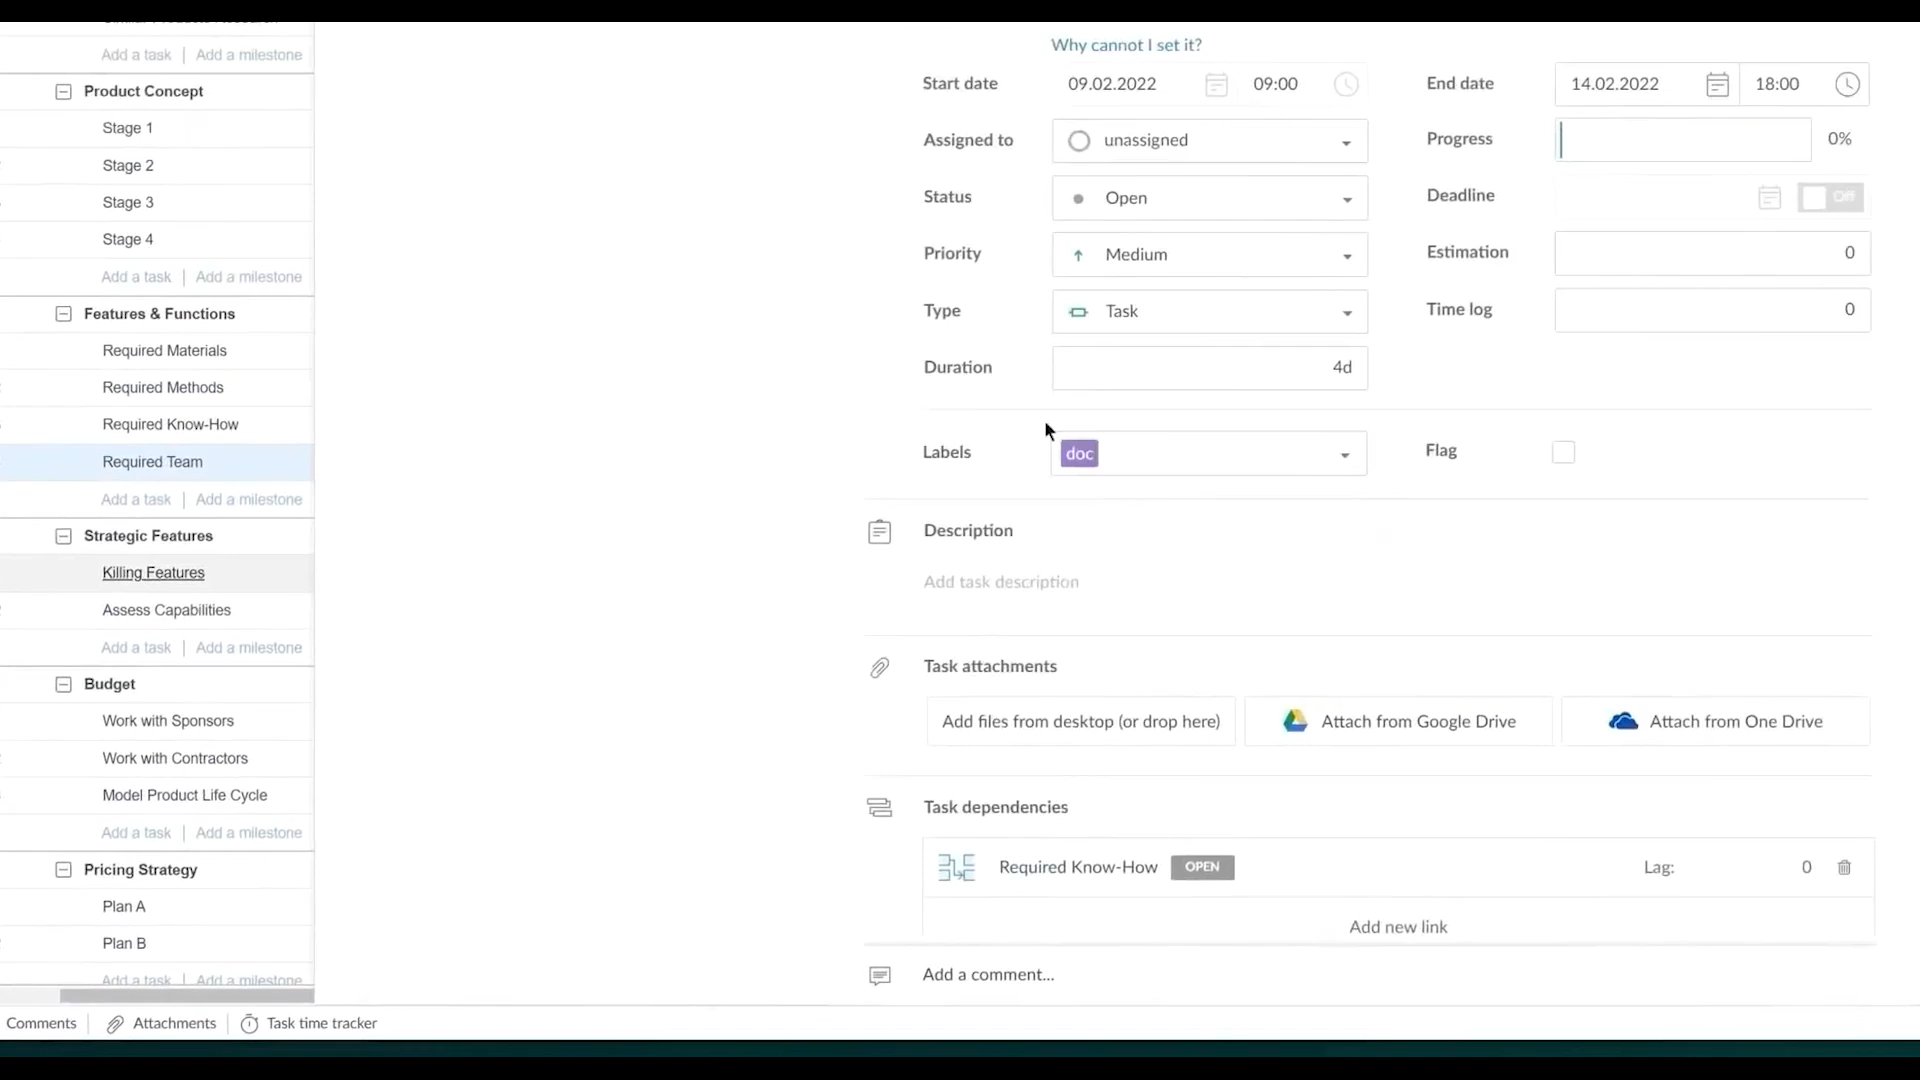 Add a task | Add a milestone
Product Concept
Stage 1
Stage 2
Stage 3
Stage 4
Add a task | Add a milestone
Features & Functions
Required Materials
Required Methods
Required Know-How
Required Team
Add a task | Add a milestone
Strategic Features
Killing Features
Assess Capabilities
Add a task | Add a milestone
Budget
Work with Sponsors
Work with Contractors
Model Product Life Cycle
Add a task | Add a milestone
Pricing Strategy
Plan A
Plan B
Add a task | Add a milestone
Why cannot I set it?
Start date 09.02.2022 09:00 End date 14.02.2022 18:00
Assigned to unassigned Progress 0%
Status Open Deadline Off
Priority Medium Estimation 0
Type Task Time log 0
Duration 4d
Labels doc Flag
Description
Add task description
Task attachments
Add files from desktop (or drop here) Attach from Google Drive Attach from One Drive
Task dependencies
Required Know-How OPEN Lag: 0
Add new link
Add a comment...
Comments Attachments Task time tracker